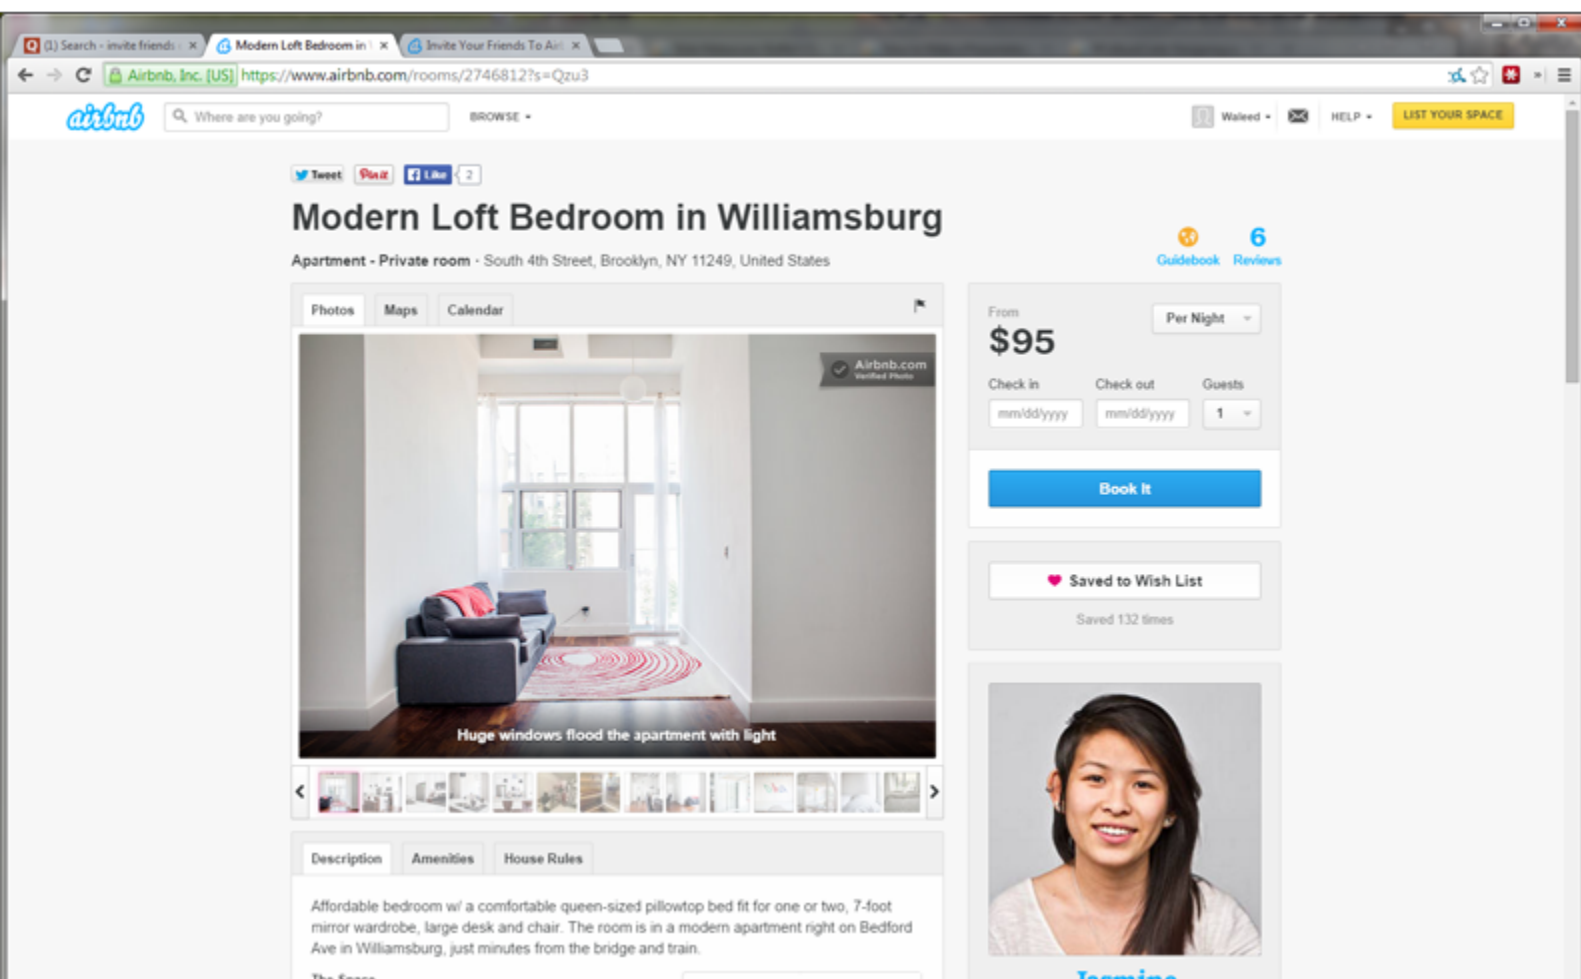 (1) Search - invite friends
Modern Loft Bedroom in
Invite Your Friends To Air
Airbnb, Inc. [US] https://www.airbnb.com/rooms/2746812?s=Qzu3
airbnb
Where are you going?
BROWSE
Waleed
HELP
LIST YOUR SPACE
Tweet
Pin it
Like
2
Modern Loft Bedroom in Williamsburg
Apartment - Private room · South 4th Street, Brooklyn, NY 11249, United States
6
Guidebook Reviews
Photos Maps Calendar
Airbnb.com
Verified Photo
Huge windows flood the apartment with light
From
$95
Per Night
Check in Check out Guests
mm/dd/yyyy mm/dd/yyyy 1
Book It
Saved to Wish List
Saved 132 times
Description Amenities House Rules
Affordable bedroom w/ a comfortable queen-sized pillowtop bed fit for one or two, 7-foot
mirror wardrobe, large desk and chair. The room is in a modern apartment right on Bedford
Ave in Williamsburg, just minutes from the bridge and train.
The Space
Jasmine